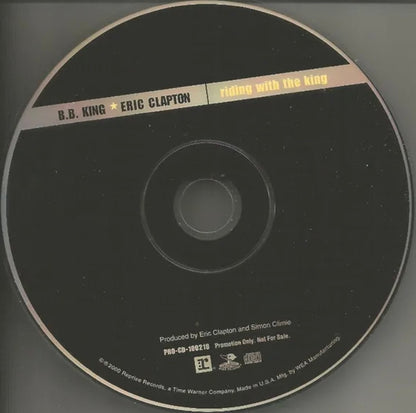 B.B. KING ★ ERIC CLAPTON | riding with the king
Produced by Eric Clapton and Simon Climie
PRO-CD-100210 Promotion Only. Not For Sale.
℗©2000 Reprise Records, a Time Warner Company. Made in U.S.A. Mfg. by WEA Manufacturing.